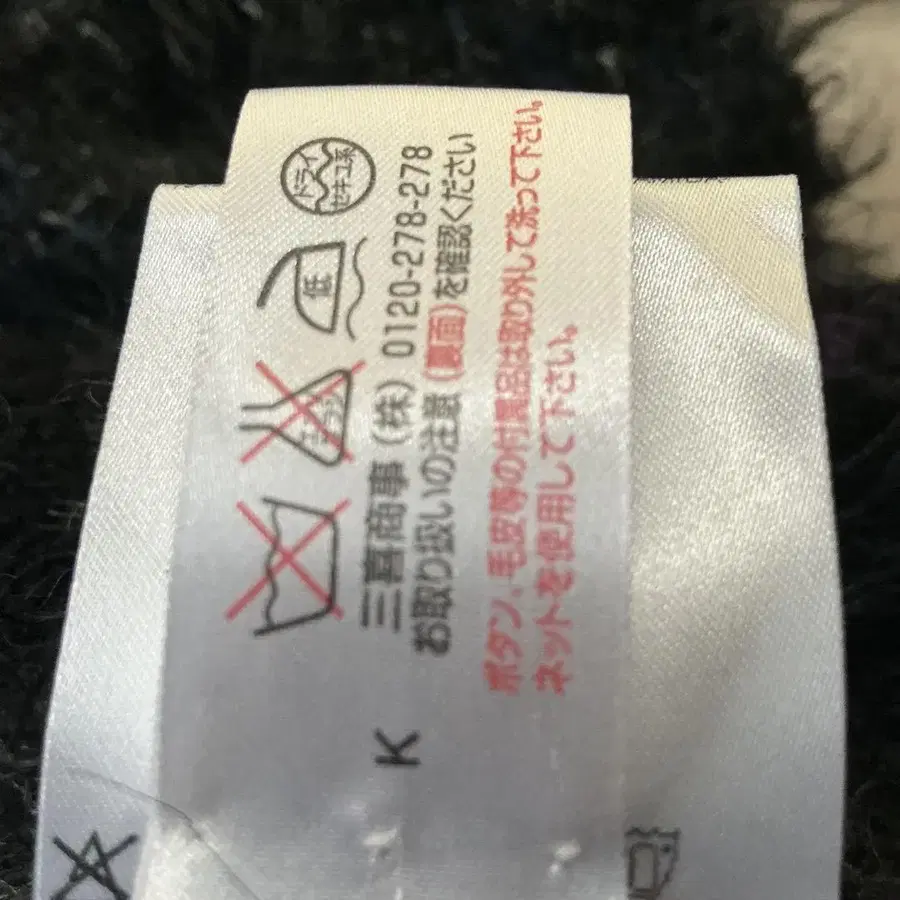 低
ドライ
セキユ系
三喜商事(株) 0120-278-278
K
お取り扱いの注意(裏面)を確認ください
ボタン、毛皮等の付属品は取り外して洗って下さい。
ネットを使用して下さい。